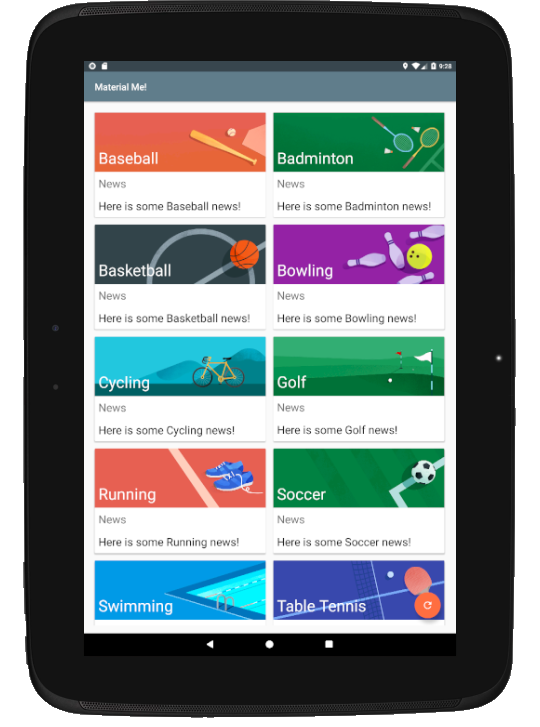 9:28
Material Me!
Baseball
News
Here is some Baseball news!
Badminton
News
Here is some Badminton news!
Basketball
News
Here is some Basketball news!
Bowling
News
Here is some Bowling news!
Cycling
News
Here is some Cycling news!
Golf
News
Here is some Golf news!
Running
News
Here is some Running news!
Soccer
News
Here is some Soccer news!
Swimming
Table Tennis